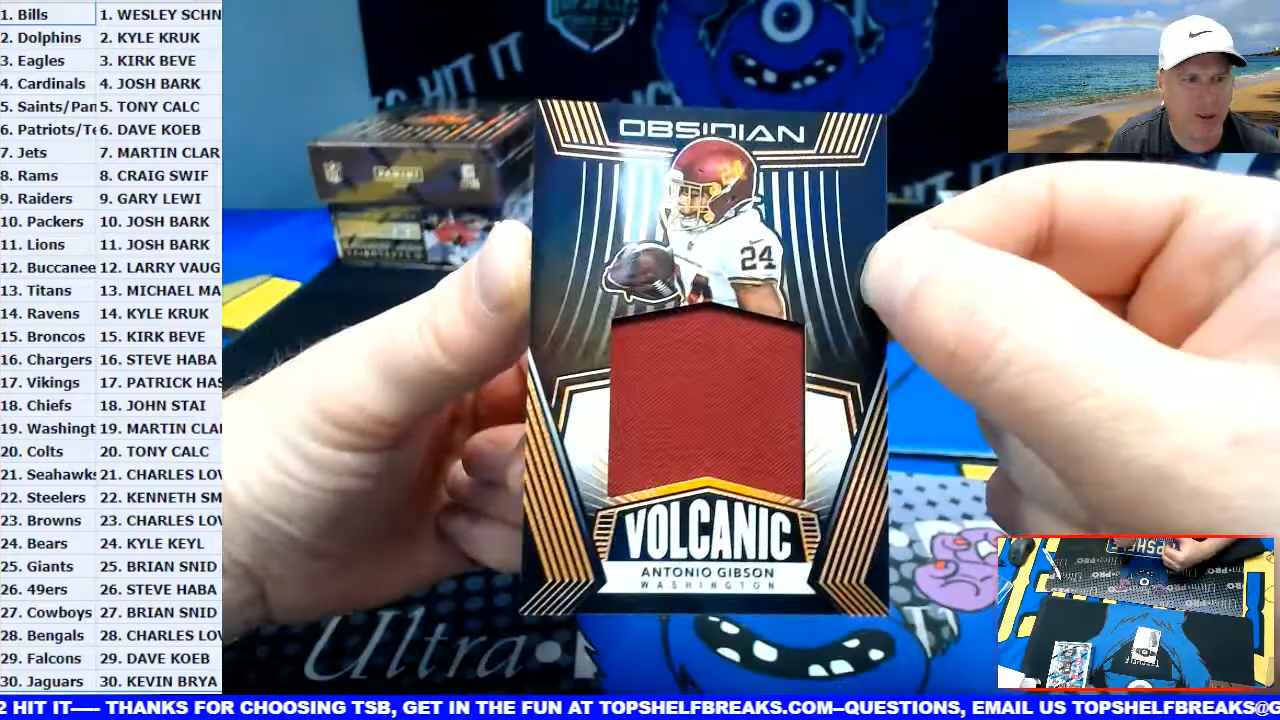 1. Bills 1. WESLEY SCHN
2. Dolphins 2. KYLE KRUK
3. Eagles 3. KIRK BEVE
4. Cardinals 4. JOSH BARK
5. Saints/Pan 5. TONY CALC
6. Patriots/Te 6. DAVE KOEB
7. Jets 7. MARTIN CLAR
8. Rams 8. CRAIG SWIF
9. Raiders 9. GARY LEWI
10. Packers 10. JOSH BARK
11. Lions 11. JOSH BARK
12. Buccanee 12. LARRY VAUG
13. Titans 13. MICHAEL MA
14. Ravens 14. KYLE KRUK
15. Broncos 15. KIRK BEVE
16. Chargers 16. STEVE HABA
17. Vikings 17. PATRICK HAS
18. Chiefs 18. JOHN STAI
19. Washingt 19. MARTIN CLA
20. Colts 20. TONY CALC
21. Seahawks 21. CHARLES LOV
22. Steelers 22. KENNETH SM
23. Browns 23. CHARLES LOV
24. Bears 24. KYLE KEYL
25. Giants 25. BRIAN SNID
26. 49ers 26. STEVE HABA
27. Cowboys 27. BRIAN SNID
28. Bengals 28. CHARLES LOV
29. Falcons 29. DAVE KOEB
30. Jaguars 30. KEVIN BRYA
HIT IT
PANINI
OBSIDIAN
24
24
VOLCANIC
ANTONIO GIBSON
WASHINGTON
Ultra
2 HIT IT---- THANKS FOR CHOOSING TSB, GET IN THE FUN AT TOPSHELFBREAKS.COM--QUESTIONS, EMAIL US TOPSHELFBREAKS@G